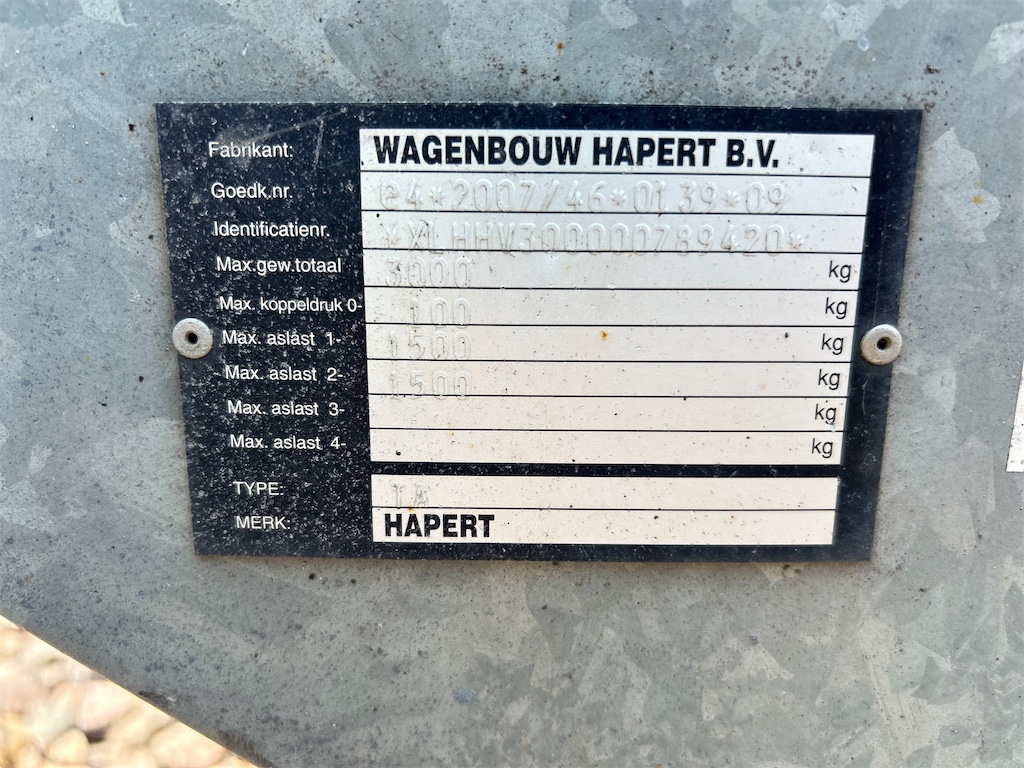 Fabrikant: WAGENBOUW HAPERT B.V.
Goedk.nr. e4*2007/46*0139*09
Identificatienr. *XLHHV300000789420*
Max.gew.totaal 3000 kg
Max. koppeldruk 0- 100 kg
Max. aslast 1- 1500 kg
Max. aslast 2- 1500 kg
Max. aslast 3- kg
Max. aslast 4- kg
TYPE: TA
MERK: HAPERT